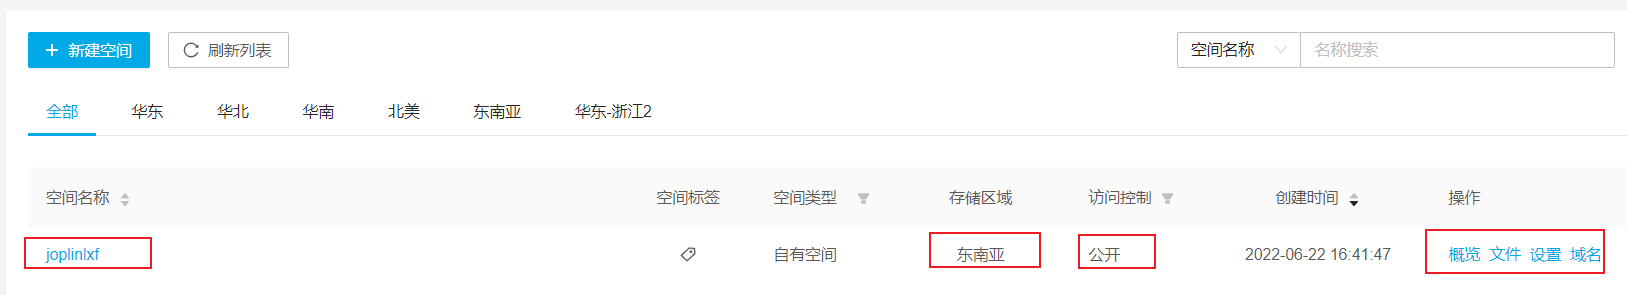 新建空间 刷新列表 空间名称 名称搜索
全部 华东 华北 华南 北美 东南亚 华东-浙江2
空间名称 空间标签 空间类型 存储区域 访问控制 创建时间 操作
joplinlxf 自有空间 东南亚 公开 2022-06-22 16:41:47 概览 文件 设置 域名